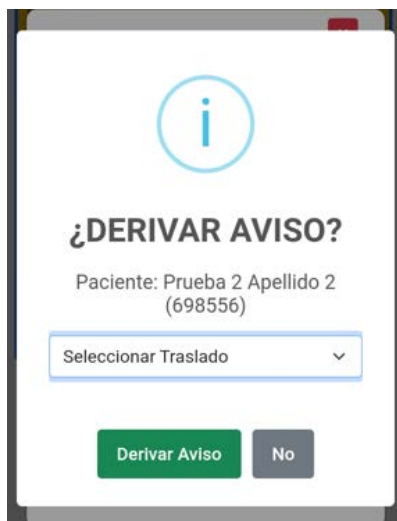 ¿DERIVAR AVISO?
Paciente: Prueba 2 Apellido 2
(698556)
Seleccionar Traslado
Derivar Aviso
No